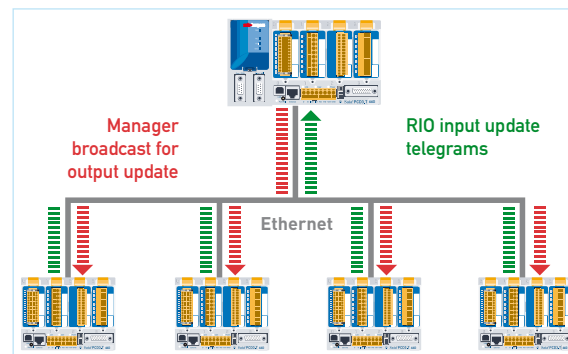 Manager
broadcast for
output update
RIO input update
telegrams
Ethernet